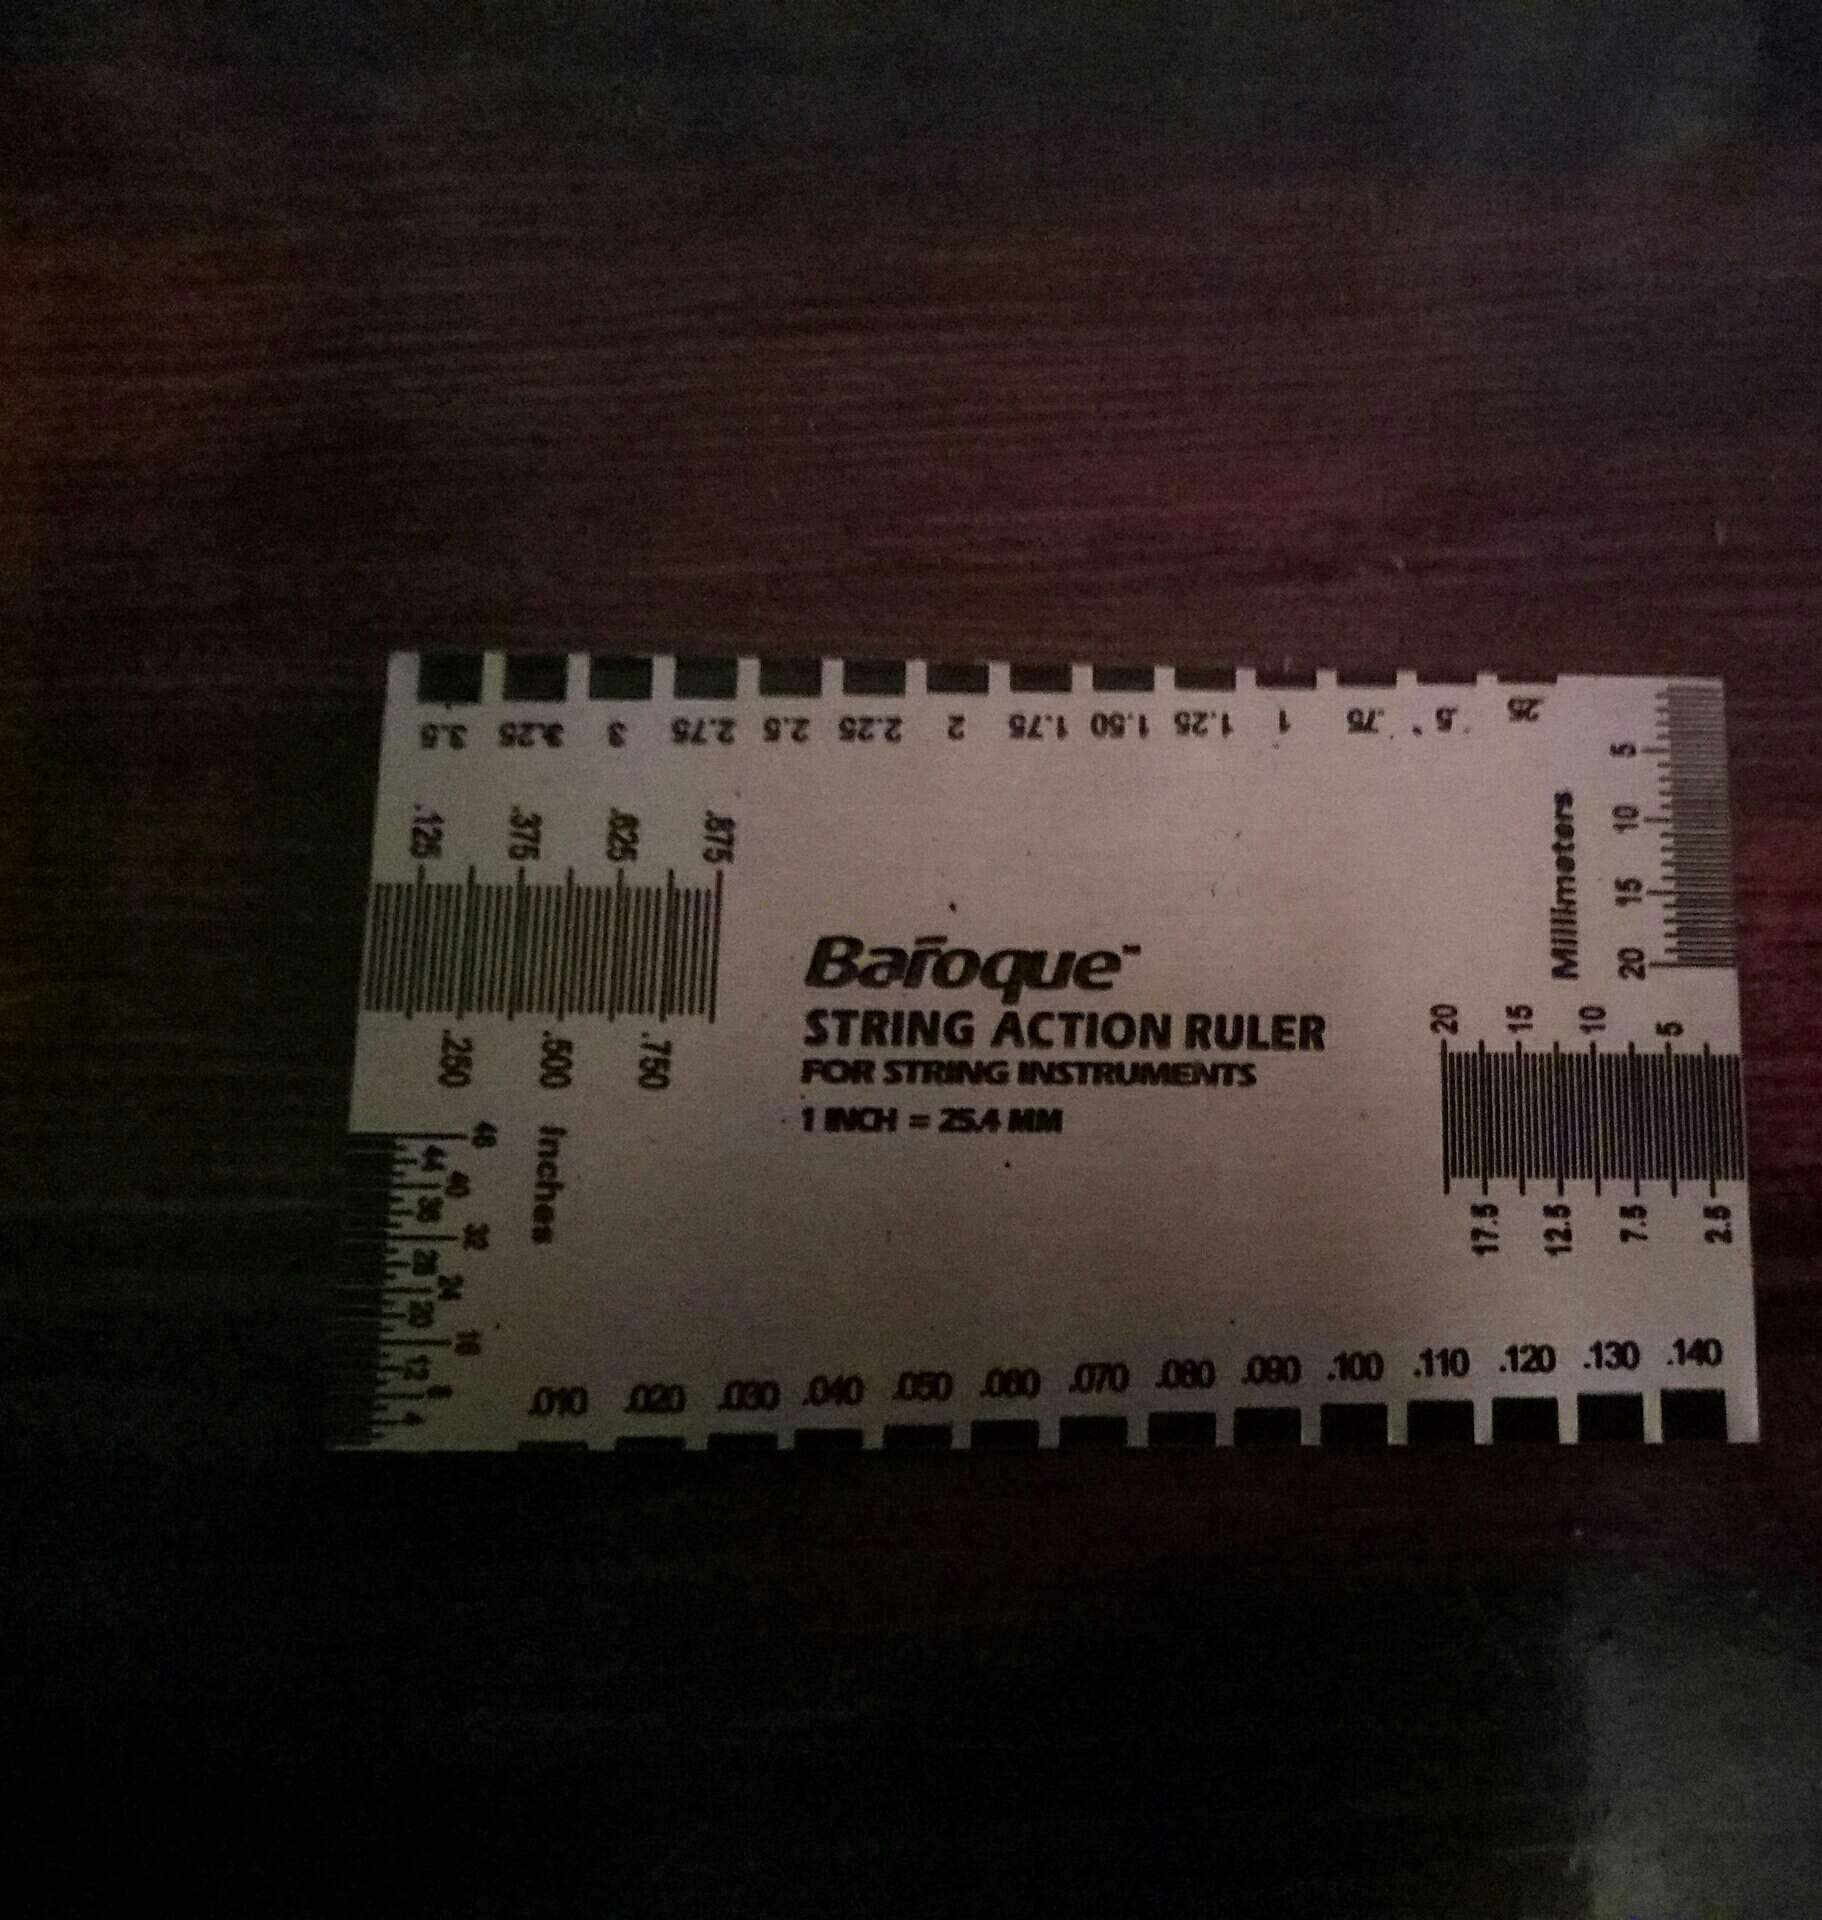 3.5 3.25 3 2.75 2.5 2.25 2 1.75 1.50 1.25 1 .75 .5 .25
.125 .375 .625 .875
.250 .500 .750
Inches
48 44 40 36 32 28 24 20 16 12 8 4
Baroque™
STRING ACTION RULER
FOR STRING INSTRUMENTS
1 INCH = 25.4 MM
Millimeters
5 10 15 20
20 15 10 5
17.5 12.5 7.5 2.5
.010 .020 .030 .040 .050 .060 .070 .080 .090 .100 .110 .120 .130 .140